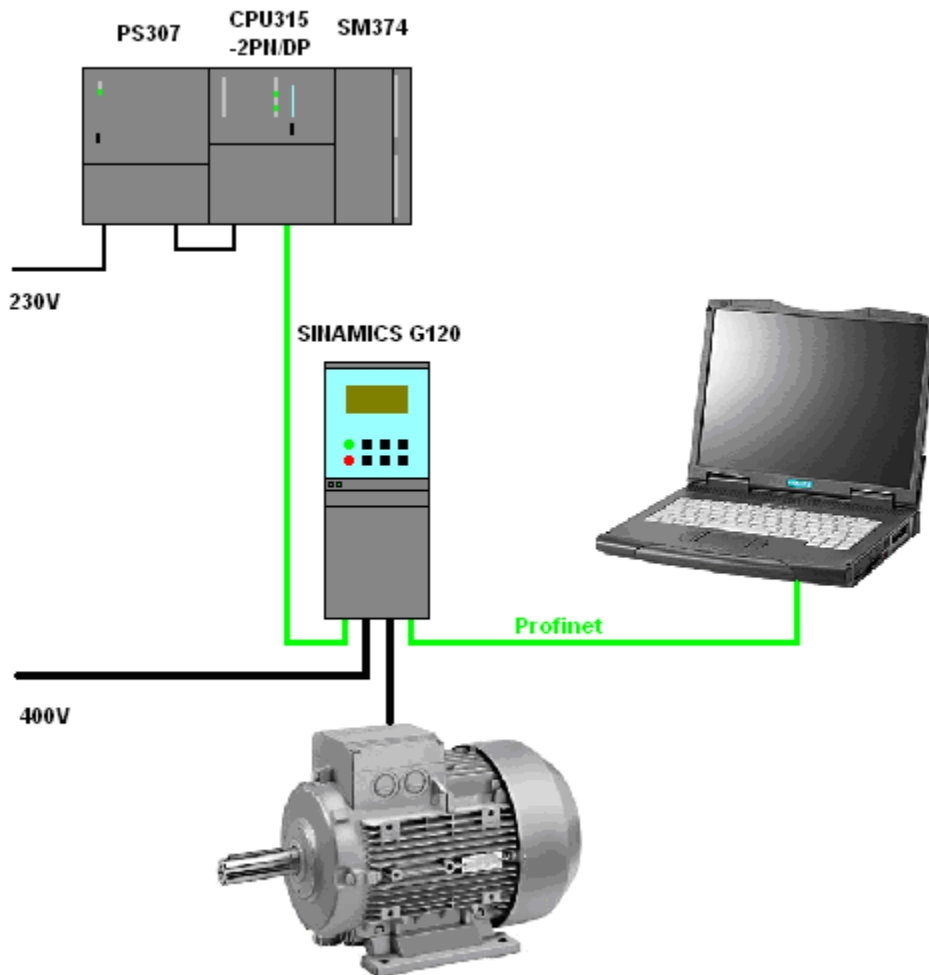 PS307
CPU315
-2PN/DP
SM374
230V
SINAMICS G120
Profinet
400V